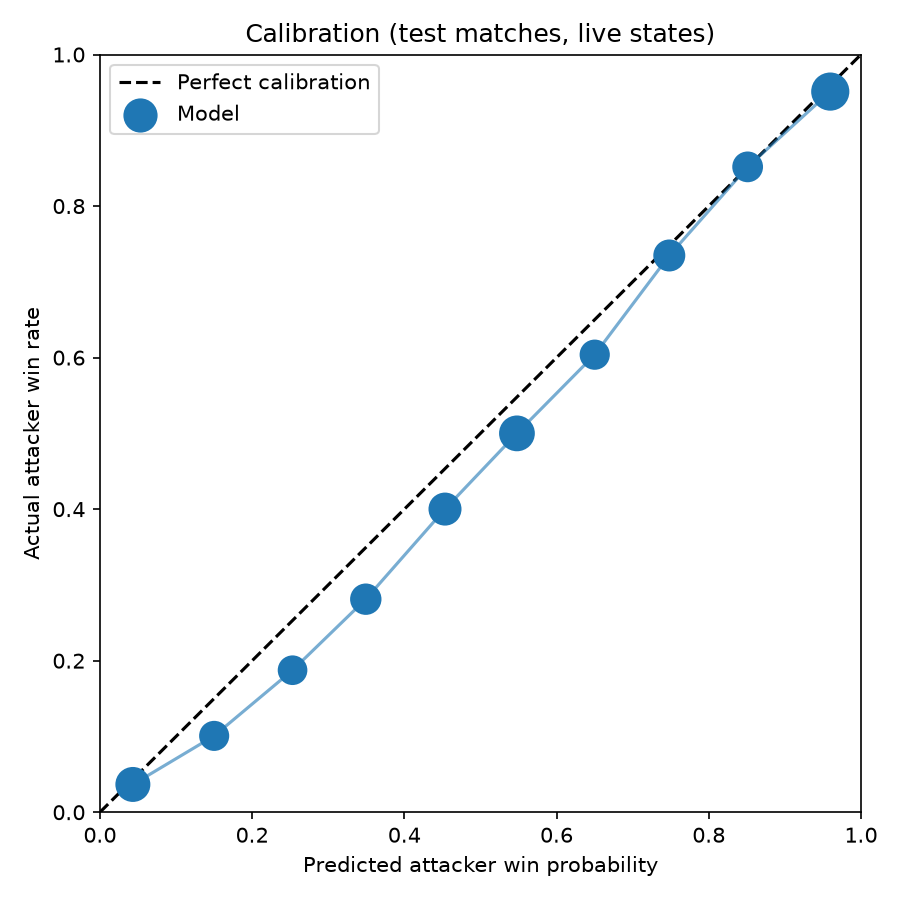 Calibration (test matches, live states)
Perfect calibration
Model
1.0
0.8
0.6
0.4
0.2
0.0
Actual attacker win rate
0.0 0.2 0.4 0.6 0.8 1.0
Predicted attacker win probability